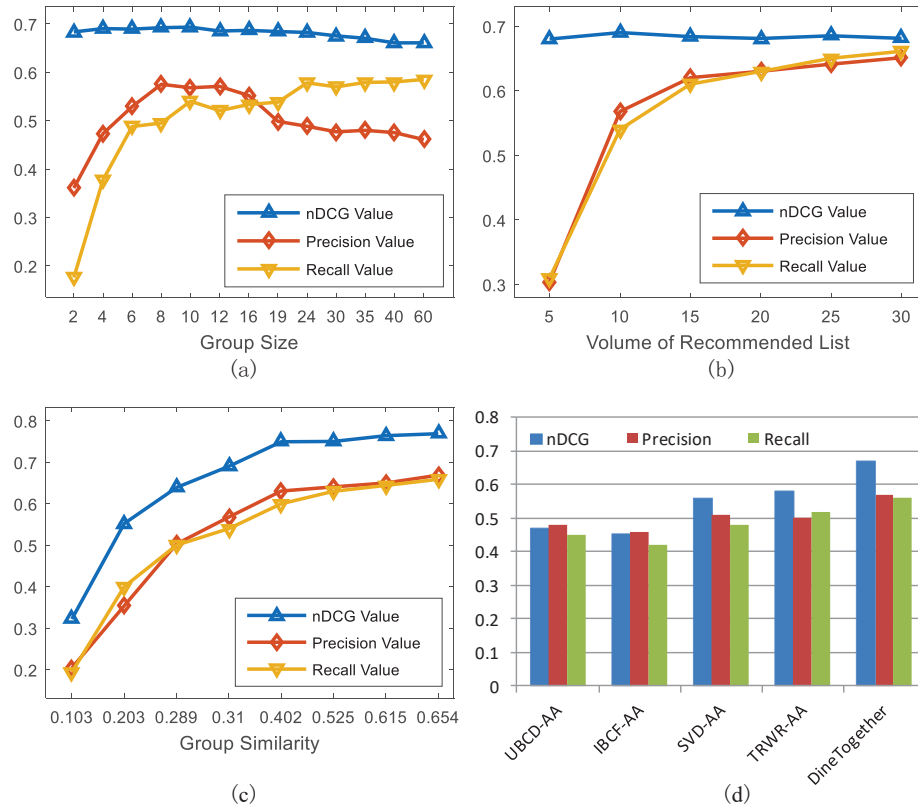 0.7
0.6
0.5
0.4
0.3
0.2
nDCG Value
Precision Value
Recall Value
2 4 6 8 10 12 16 19 24 30 35 40 60
Group Size
(a)
0.7
0.6
0.5
0.4
0.3
nDCG Value
Precision Value
Recall Value
5 10 15 20 25 30
Volume of Recommended List
(b)
0.8
0.7
0.6
0.5
0.4
0.3
0.2
nDCG Value
Precision Value
Recall Value
0.103 0.203 0.289 0.31 0.402 0.525 0.615 0.654
Group Similarity
(c)
0.8
0.7
0.6
0.5
0.4
0.3
0.2
0.1
0
nDCG Precision Recall
UBCD-AA
IBCF-AA
SVD-AA
TRWR-AA
DineTogether
(d)